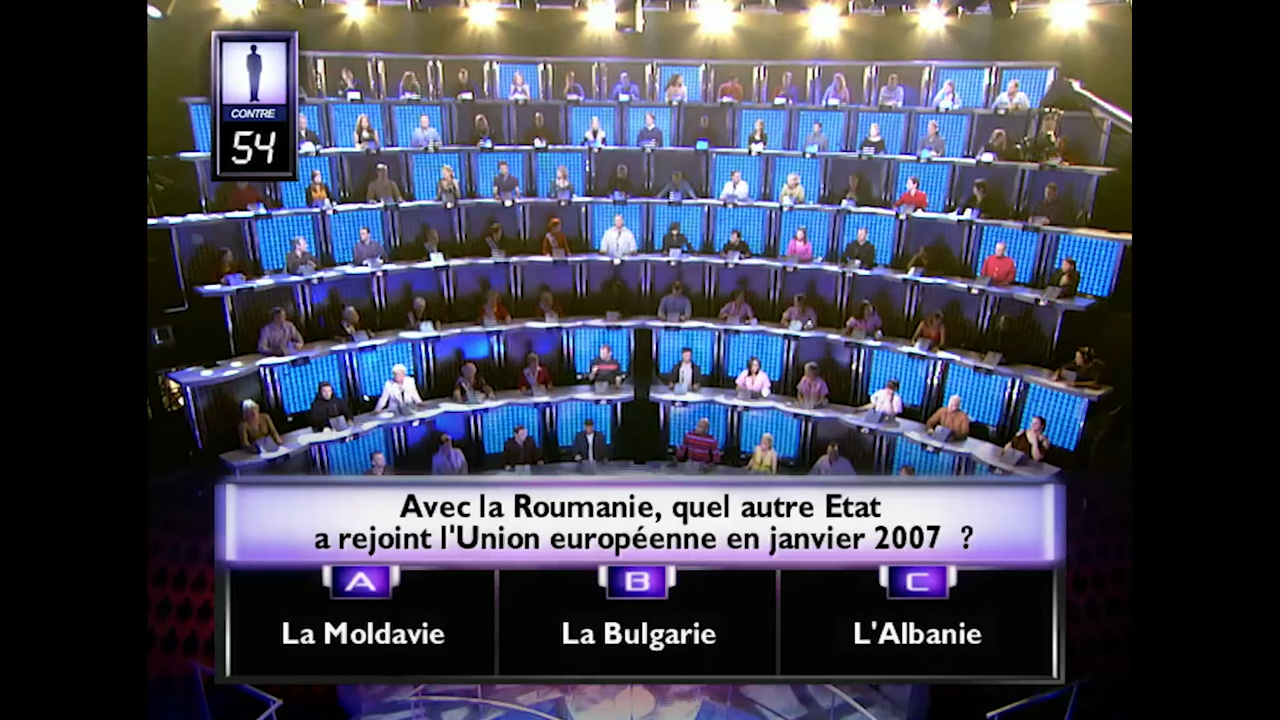 CONTRE
54
Avec la Roumanie, quel autre Etat
a rejoint l'Union européenne en janvier 2007 ?
A
B
C
La Moldavie
La Bulgarie
L'Albanie